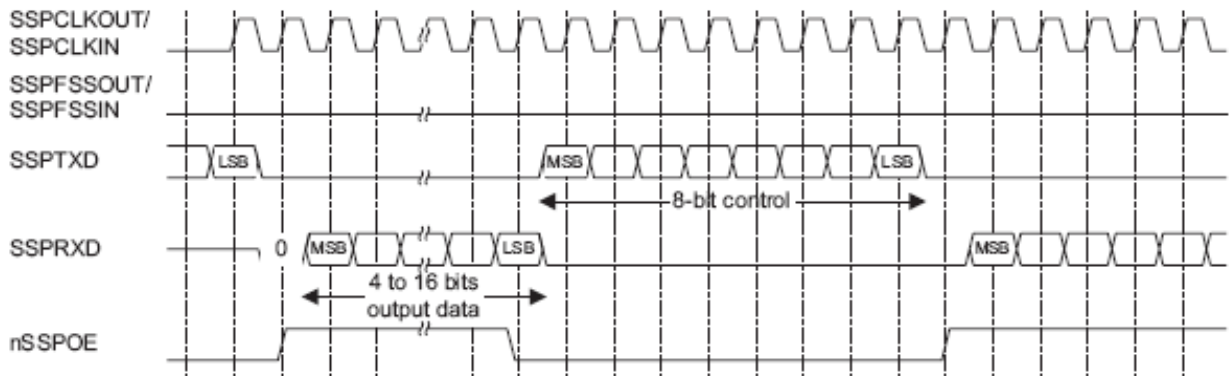 SSPCLKOUT/
SSPCLKIN
SSPFSSOUT/
SSPFSSIN
SSPTXD
LSB
MSB
LSB
8-bit control
SSPRXD
0
MSB
LSB
MSB
4 to 16 bits
output data
nSSPOE